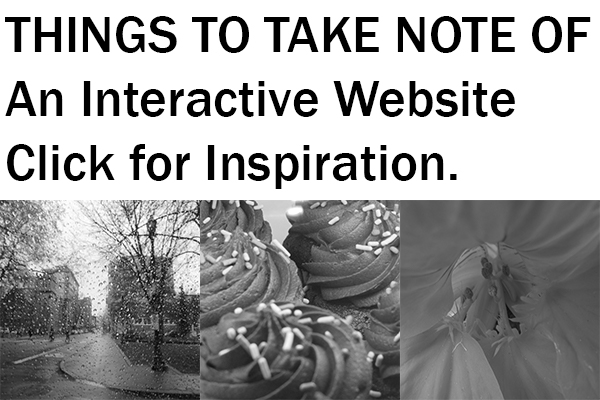 THINGS TO TAKE NOTE OF
An Interactive Website
Click for Inspiration.